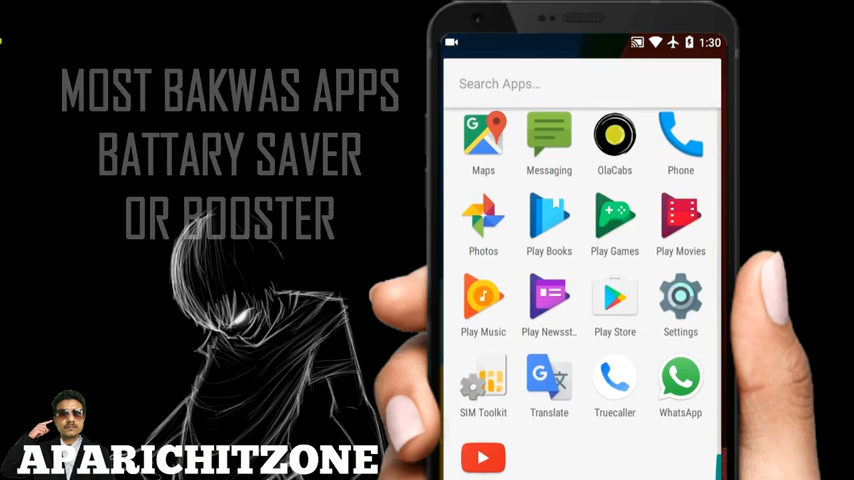 MOST BAKWAS APPS
BATTARY SAVER
OR BOOSTER
APARICHITZONE
1:30
Search Apps...
Maps Messaging OlaCabs Phone
Photos Play Books Play Games Play Movies
Play Music Play Newsst.. Play Store Settings
SIM Toolkit Translate Truecaller WhatsApp